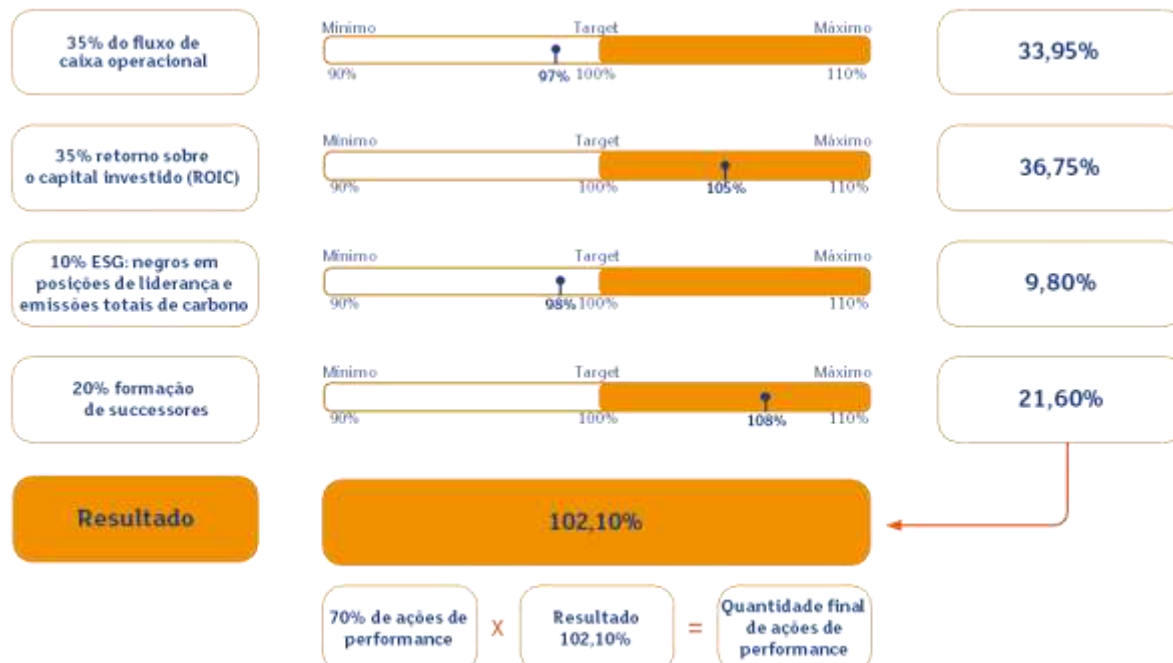 35% do fluxo de
caixa operacional
Mínimo Target Máximo
90% 97% 100% 110%
33,95%
35% retorno sobre
o capital investido (ROIC)
Mínimo Target Máximo
90% 100% 105% 110%
36,75%
10% ESG: negros em
posições de liderança e
emissões totais de carbono
Mínimo Target Máximo
90% 98% 100% 110%
9,80%
20% formação
de successores
Mínimo Target Máximo
90% 100% 108% 110%
21,60%
Resultado
102,10%
70% de ações de
performance
X
Resultado
102,10%
=
Quantidade final
de ações de
performance